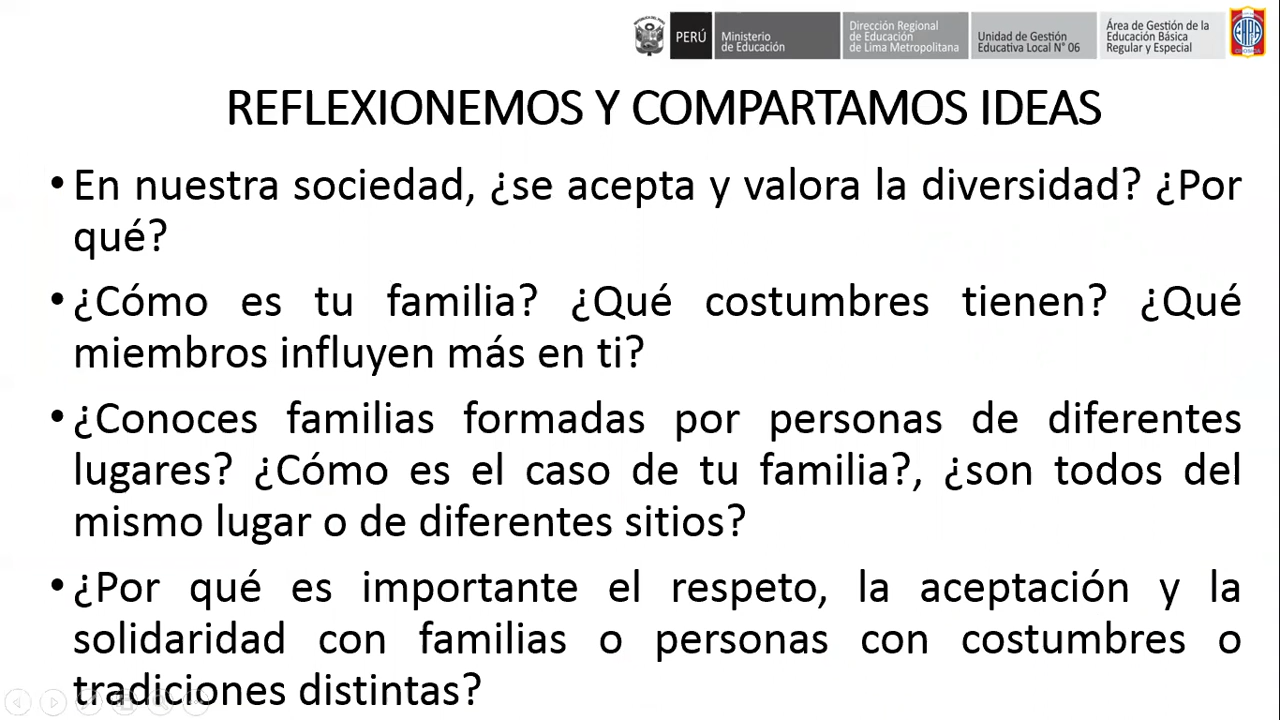 PERÚ
Ministerio
de Educación
Dirección Regional
de Educación
de Lima Metropolitana
Unidad de Gestión
Educativa Local N° 06
Área de Gestión de la
Educación Básica
Regular y Especial
REFLEXIONEMOS Y COMPARTAMOS IDEAS
• En nuestra sociedad, ¿se acepta y valora la diversidad? ¿Por
qué?
• ¿Cómo es tu familia? ¿Qué costumbres tienen? ¿Qué
miembros influyen más en ti?
• ¿Conoces familias formadas por personas de diferentes
lugares? ¿Cómo es el caso de tu familia?, ¿son todos del
mismo lugar o de diferentes sitios?
• ¿Por qué es importante el respeto, la aceptación y la
solidaridad con familias o personas con costumbres o
tradiciones distintas?